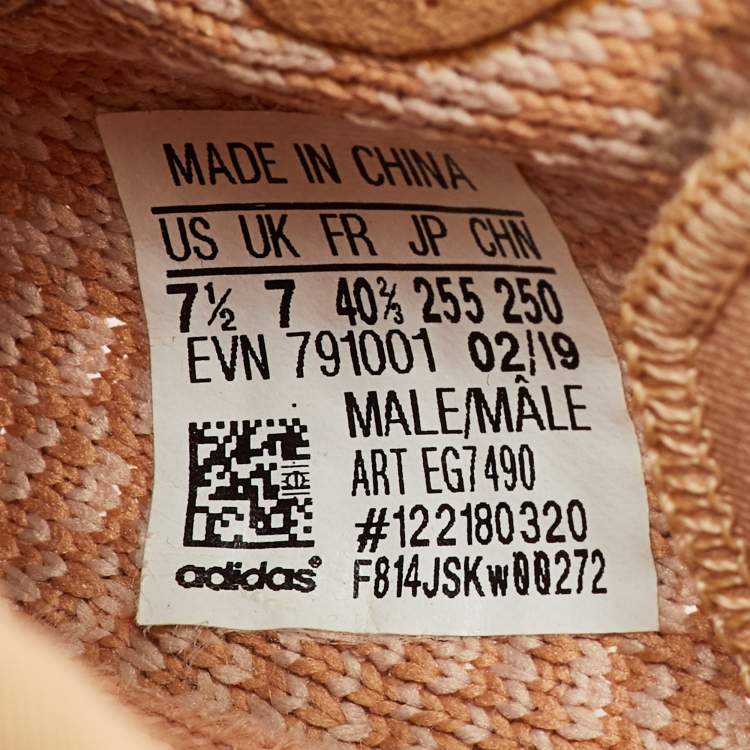 MADE IN CHINA
US UK FR JP CHN
7½ 7 40⅔ 255 250
EVN 791001 02/19
MALE/MÂLE
ART EG7490
#122180320
F814JSKw00272
adidas®